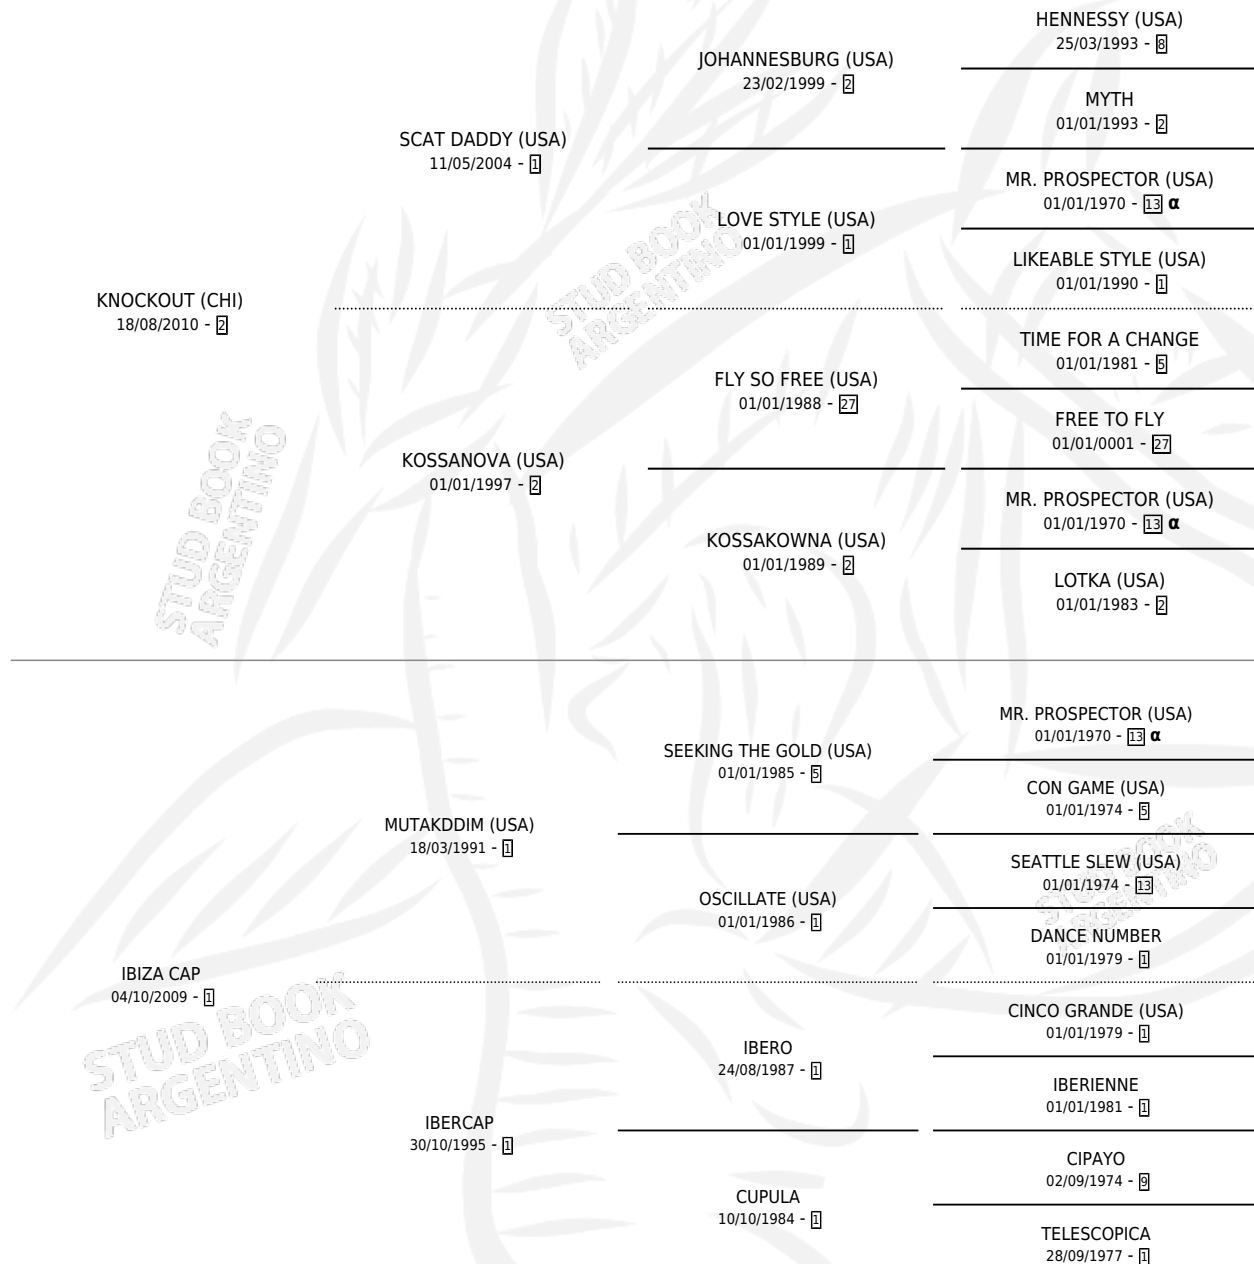 HENNESSY (USA)
25/03/1993 - 8
JOHANNESBURG (USA)
23/02/1999 - 2
MYTH
01/01/1993 - 2
SCAT DADDY (USA)
11/05/2004 - 1
MR. PROSPECTOR (USA)
01/01/1970 - 13 α
LOVE STYLE (USA)
01/01/1999 - 1
LIKEABLE STYLE (USA)
01/01/1990 - 1
KNOCKOUT (CHI)
18/08/2010 - 2
TIME FOR A CHANGE
01/01/1981 - 5
FLY SO FREE (USA)
01/01/1988 - 27
FREE TO FLY
01/01/0001 - 27
KOSSANOVA (USA)
01/01/1997 - 2
MR. PROSPECTOR (USA)
01/01/1970 - 13 α
KOSSAKOWNA (USA)
01/01/1989 - 2
LOTKA (USA)
01/01/1983 - 2
MR. PROSPECTOR (USA)
01/01/1970 - 13 α
SEEKING THE GOLD (USA)
01/01/1985 - 5
CON GAME (USA)
01/01/1974 - 5
MUTAKDDIM (USA)
18/03/1991 - 1
SEATTLE SLEW (USA)
01/01/1974 - 13
OSCILLATE (USA)
01/01/1986 - 1
DANCE NUMBER
01/01/1979 - 1
IBIZA CAP
04/10/2009 - 1
CINCO GRANDE (USA)
01/01/1979 - 1
IBERO
24/08/1987 - 1
IBERIENNE
01/01/1981 - 1
IBERCAP
30/10/1995 - 1
CIPAYO
02/09/1974 - 9
CUPULA
10/10/1984 - 1
TELESCOPICA
28/09/1977 - 1
STUD BOOK
ARGENTINO
STUD BOOK
ARGENTINO
STUD BOOK
ARGENTINO
STUD BOOK
ARGENTINO